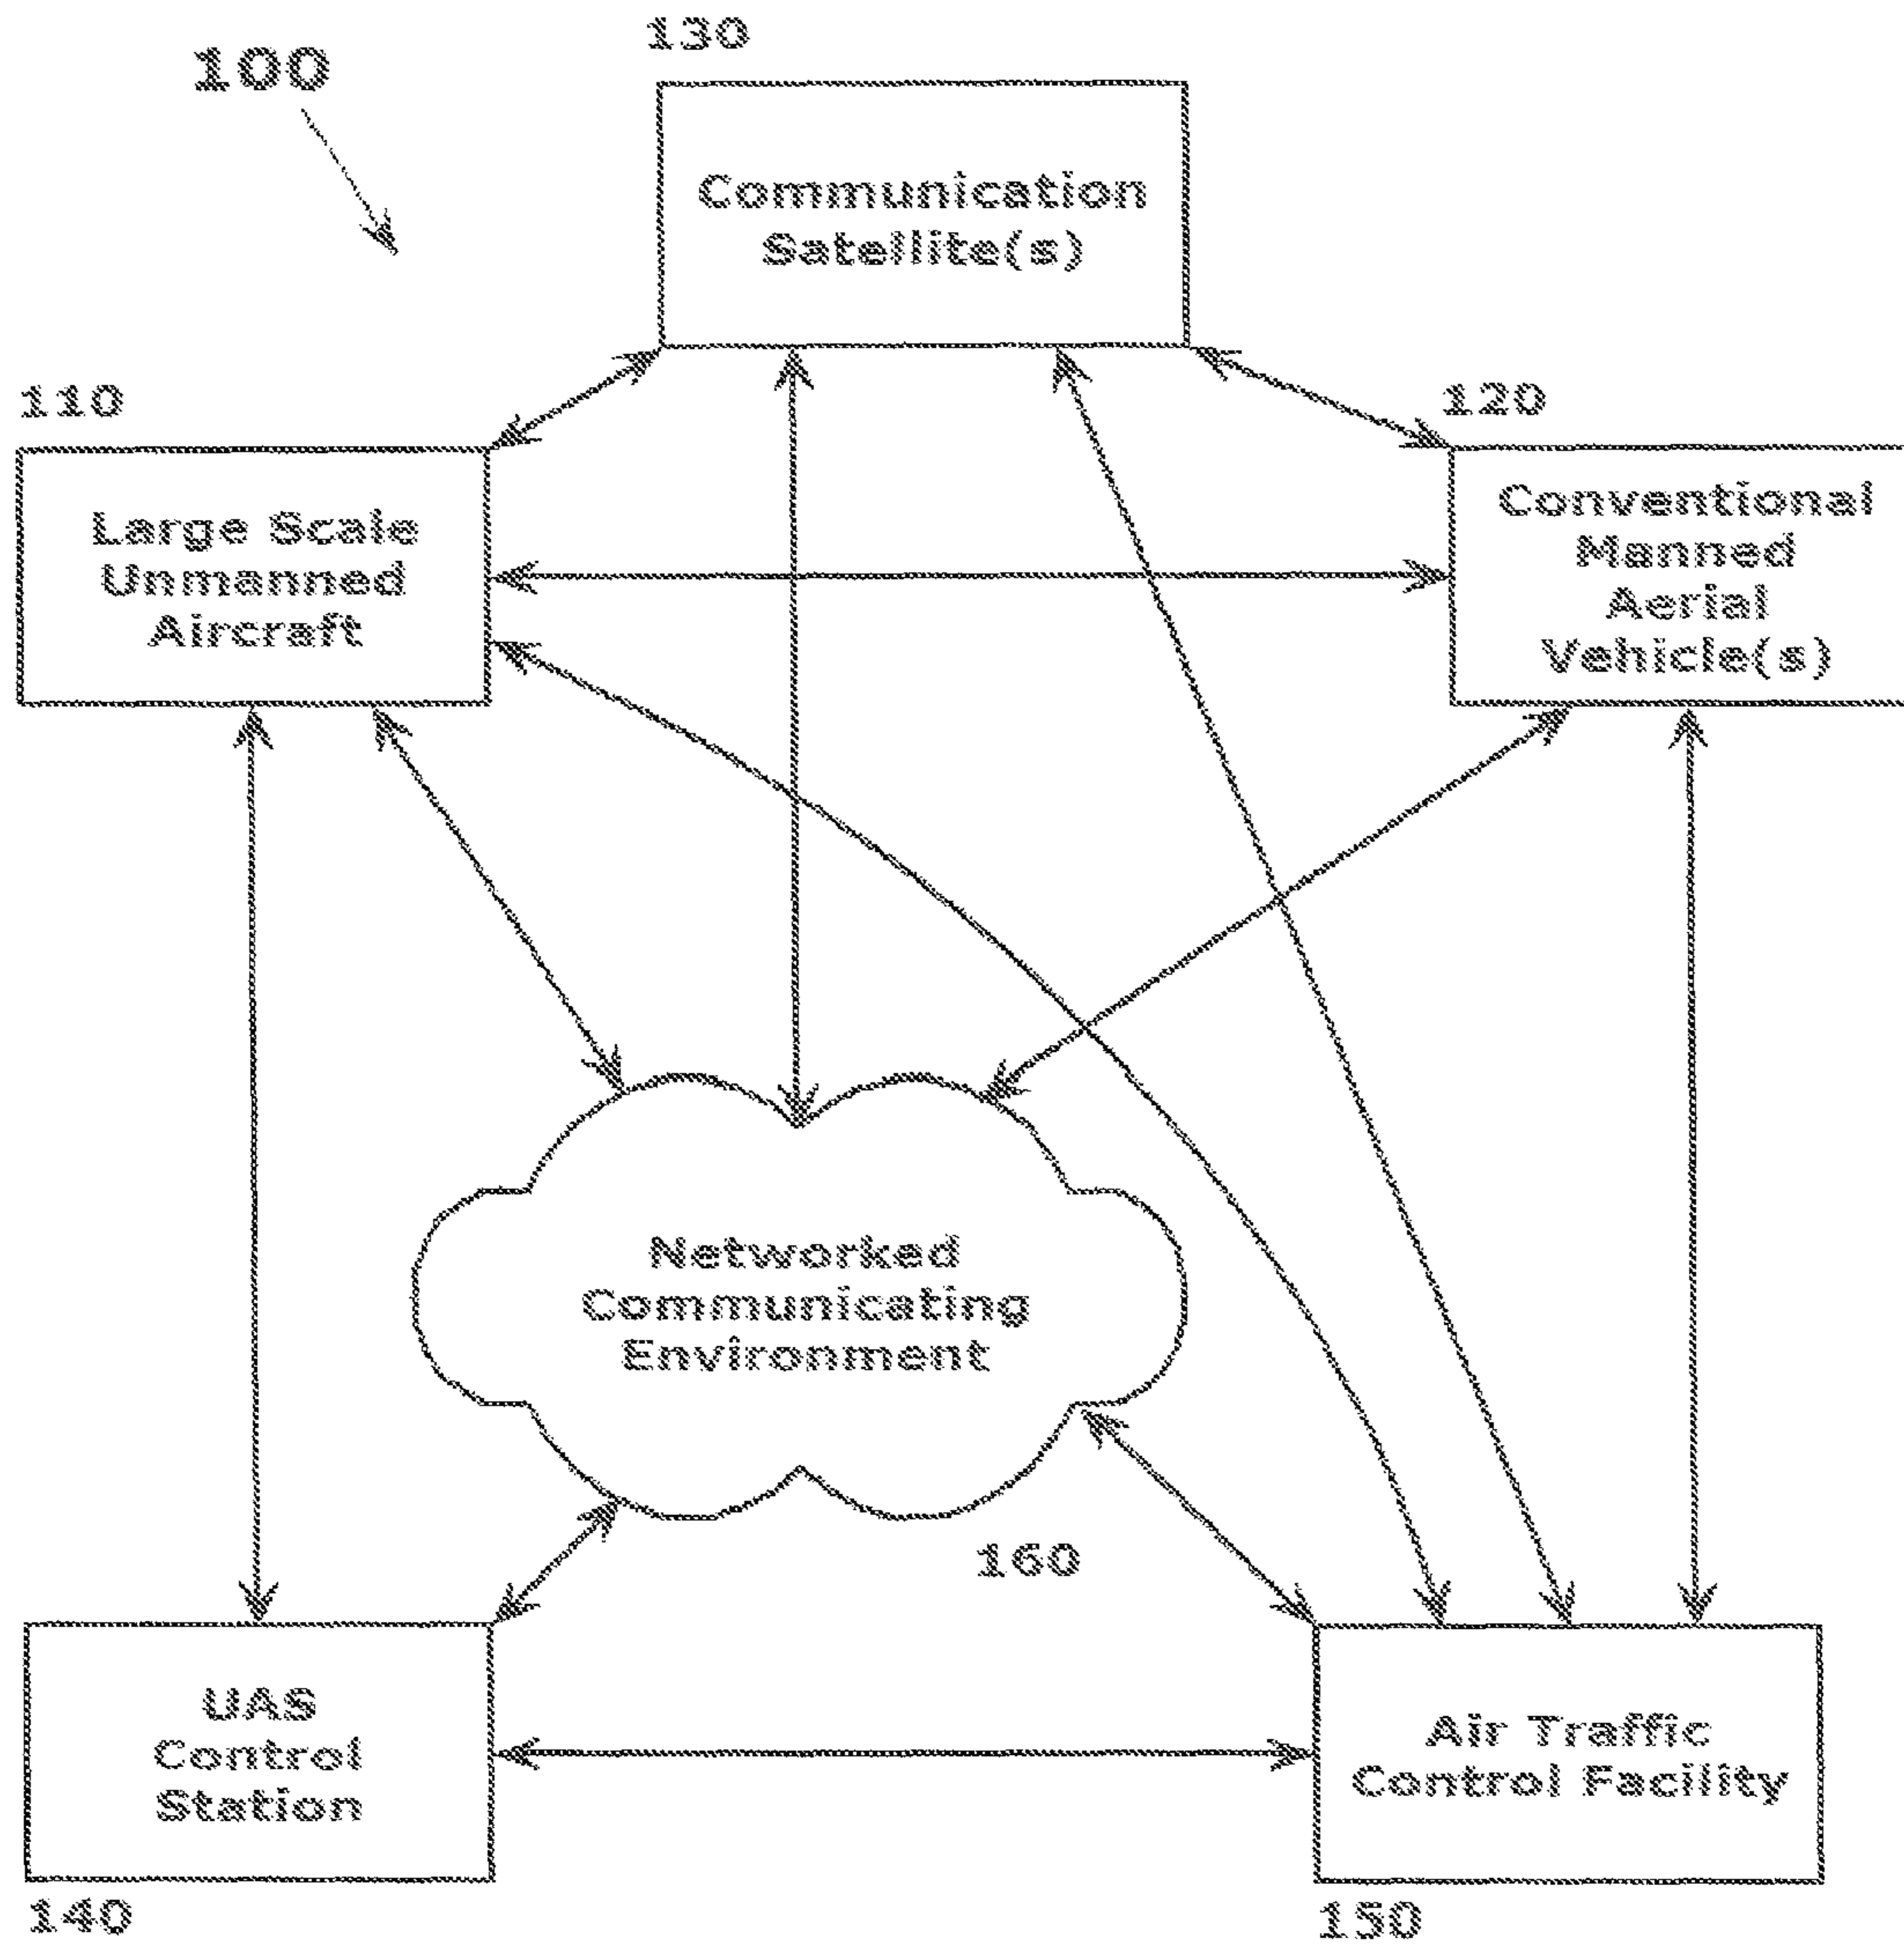 130
100
Communication
Satellite(s)
110
120
Large Scale
Unmanned
Aircraft
Conventional
Manned
Aerial
Vehicle(s)
Networked
Communicating
Environment
160
UAS
Control
Station
Air Traffic
Control Facility
140
150